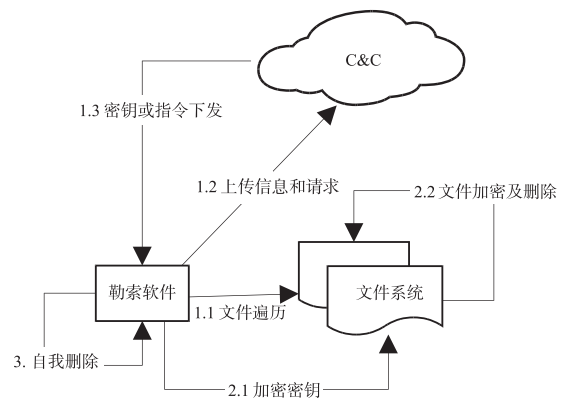 C&C
1.3 密钥或指令下发
1.2 上传信息和请求
2.2 文件加密及删除
勒索软件
文件系统
1.1 文件遍历
3. 自我删除
2.1 加密密钥